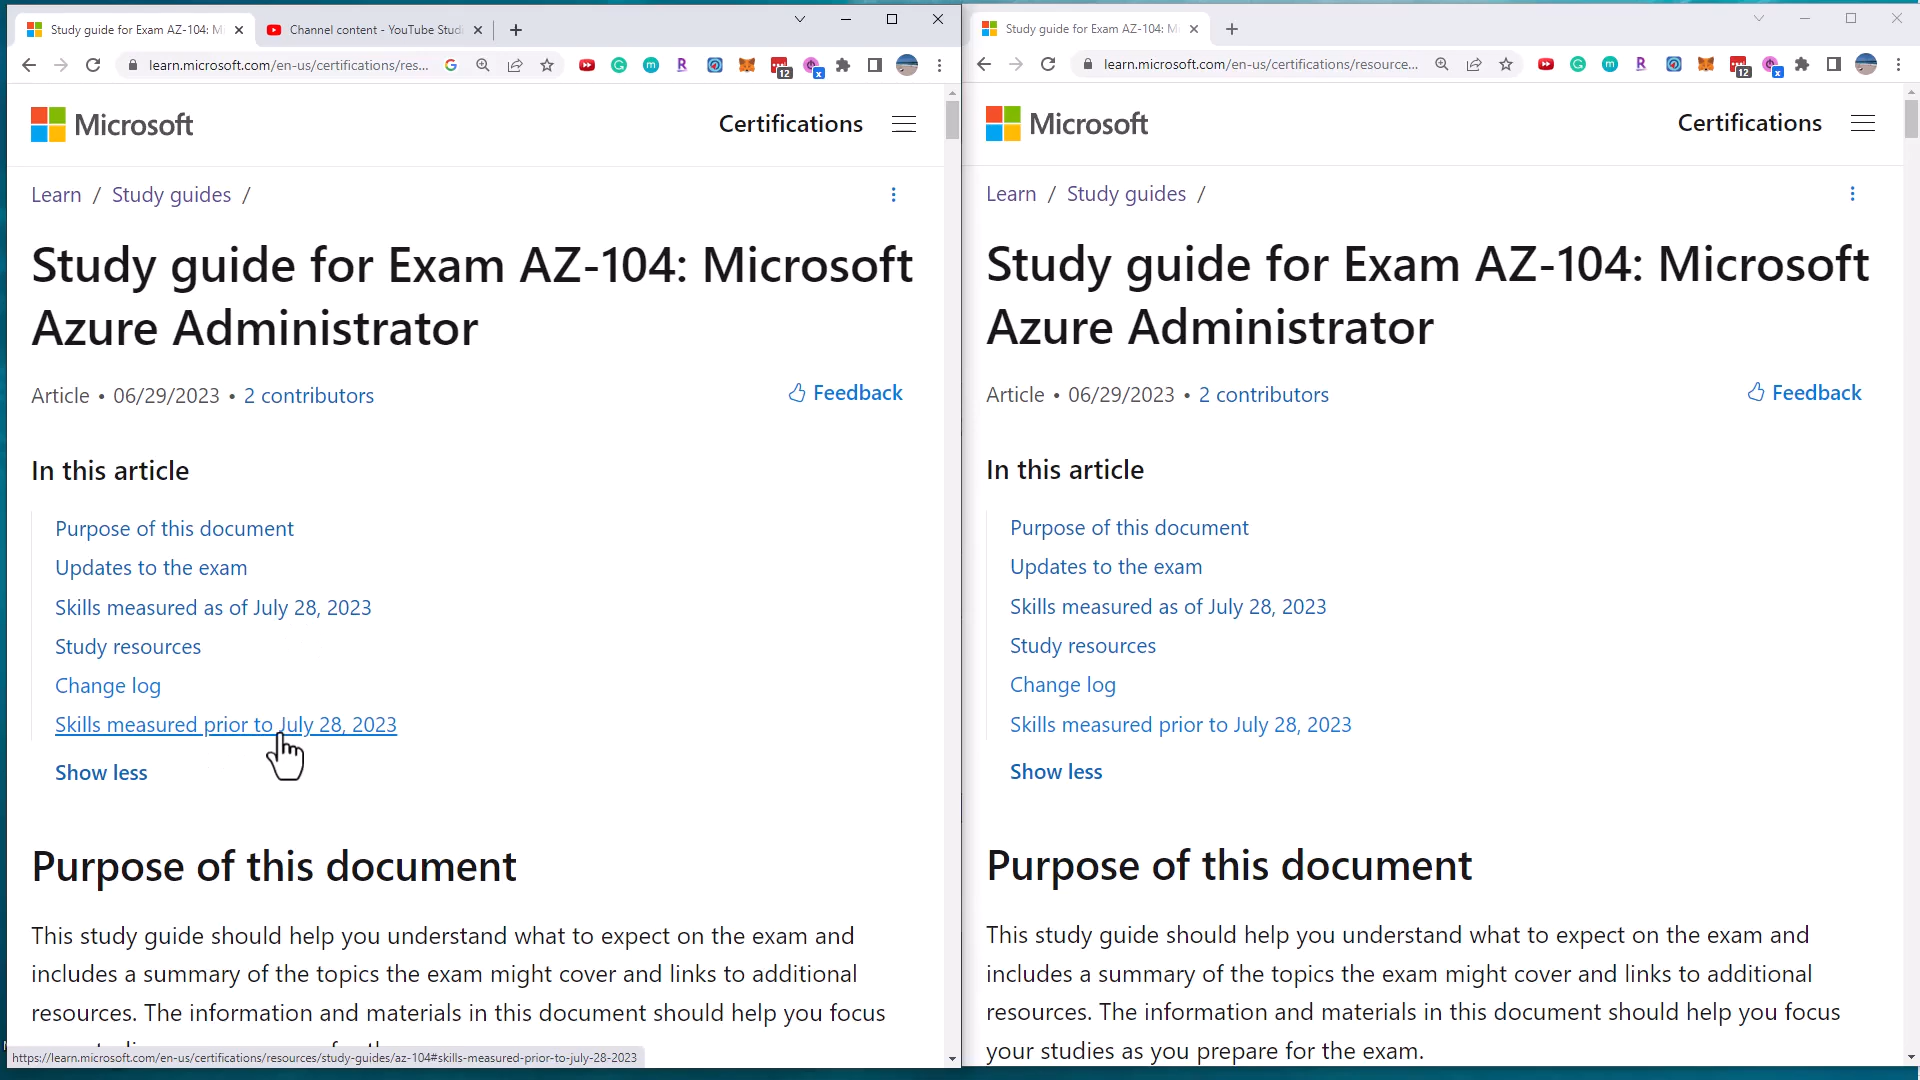 Study guide for Exam AZ-104: Mi
Channel content - YouTube Stud
learn.microsoft.com/en-us/certifications/res...
12
x
Microsoft
Certifications
Learn / Study guides /
Study guide for Exam AZ-104: Microsoft
Azure Administrator
Article • 06/29/2023 • 2 contributors
Feedback
In this article
Purpose of this document
Updates to the exam
Skills measured as of July 28, 2023
Study resources
Change log
Skills measured prior to July 28, 2023
Show less
Purpose of this document
This study guide should help you understand what to expect on the exam and
includes a summary of the topics the exam might cover and links to additional
resources. The information and materials in this document should help you focus
https://learn.microsoft.com/en-us/certifications/resources/study-guides/az-104#skills-measured-prior-to-july-28-2023
Study guide for Exam AZ-104: Mi
learn.microsoft.com/en-us/certifications/resource...
12
x
Microsoft
Certifications
Learn / Study guides /
Study guide for Exam AZ-104: Microsoft
Azure Administrator
Article • 06/29/2023 • 2 contributors
Feedback
In this article
Purpose of this document
Updates to the exam
Skills measured as of July 28, 2023
Study resources
Change log
Skills measured prior to July 28, 2023
Show less
Purpose of this document
This study guide should help you understand what to expect on the exam and
includes a summary of the topics the exam might cover and links to additional
resources. The information and materials in this document should help you focus
your studies as you prepare for the exam.